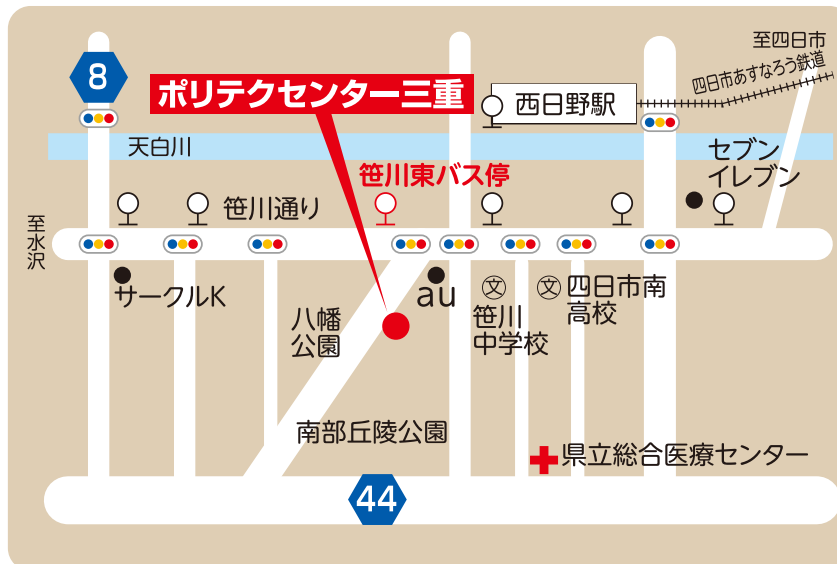 至四日市
四日市あすなろう鉄道
8
ポリテクセンター三重
西日野駅
天白川
セブン
イレブン
笹川東バス停
笹川通り
至水沢
サークルK
au
文
笹川
中学校
文
四日市南
高校
八幡
公園
南部丘陵公園
県立総合医療センター
44